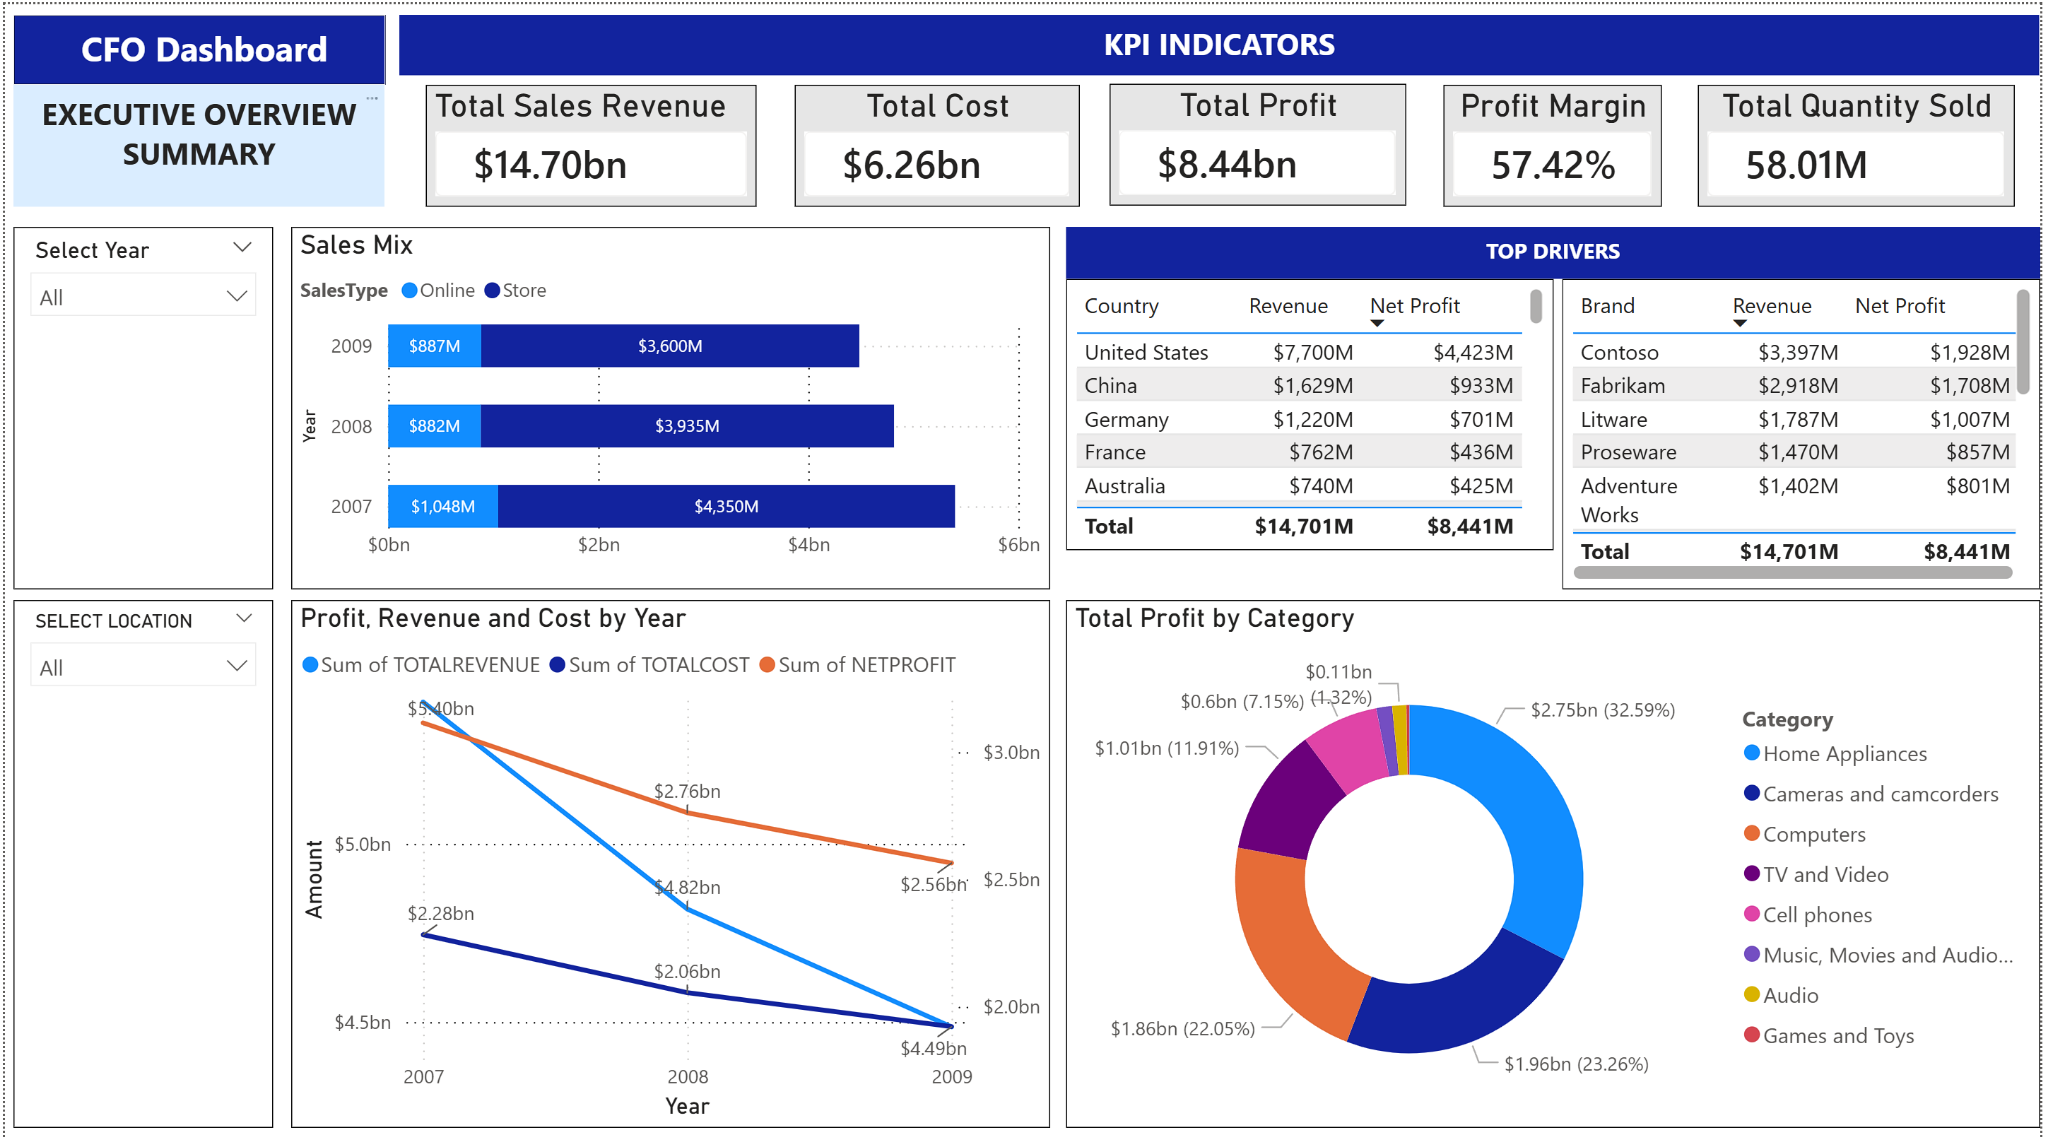 CFO Dashboard
EXECUTIVE OVERVIEW
SUMMARY
KPI INDICATORS
Total Sales Revenue
$14.70bn
Total Cost
$6.26bn
Total Profit
$8.44bn
Profit Margin
57.42%
Total Quantity Sold
58.01M
Select Year
All
Sales Mix
SalesType Online Store
2009 $887M $3,600M
2008 $882M $3,935M
2007 $1,048M $4,350M
Year
$0bn $2bn $4bn $6bn
TOP DRIVERS
Country Revenue Net Profit
United States $7,700M $4,423M
China $1,629M $933M
Germany $1,220M $701M
France $762M $436M
Australia $740M $425M
Total $14,701M $8,441M
Brand Revenue Net Profit
Contoso $3,397M $1,928M
Fabrikam $2,918M $1,708M
Litware $1,787M $1,007M
Proseware $1,470M $857M
Adventure $1,402M $801M
Works
Total $14,701M $8,441M
SELECT LOCATION
All
Profit, Revenue and Cost by Year
Sum of TOTALREVENUE Sum of TOTALCOST Sum of NETPROFIT
$5.40bn
$3.0bn
$2.76bn
$5.0bn
$2.5bn
$4.82bn
$2.56bn
$2.28bn
$2.06bn
$2.0bn
$4.5bn
$4.49bn
Amount
2007 2008 2009
Year
Total Profit by Category
$0.11bn
(1.32%)
$0.6bn (7.15%)
$2.75bn (32.59%)
$1.01bn (11.91%)
$1.86bn (22.05%)
$1.96bn (23.26%)
Category
Home Appliances
Cameras and camcorders
Computers
TV and Video
Cell phones
Music, Movies and Audio...
Audio
Games and Toys